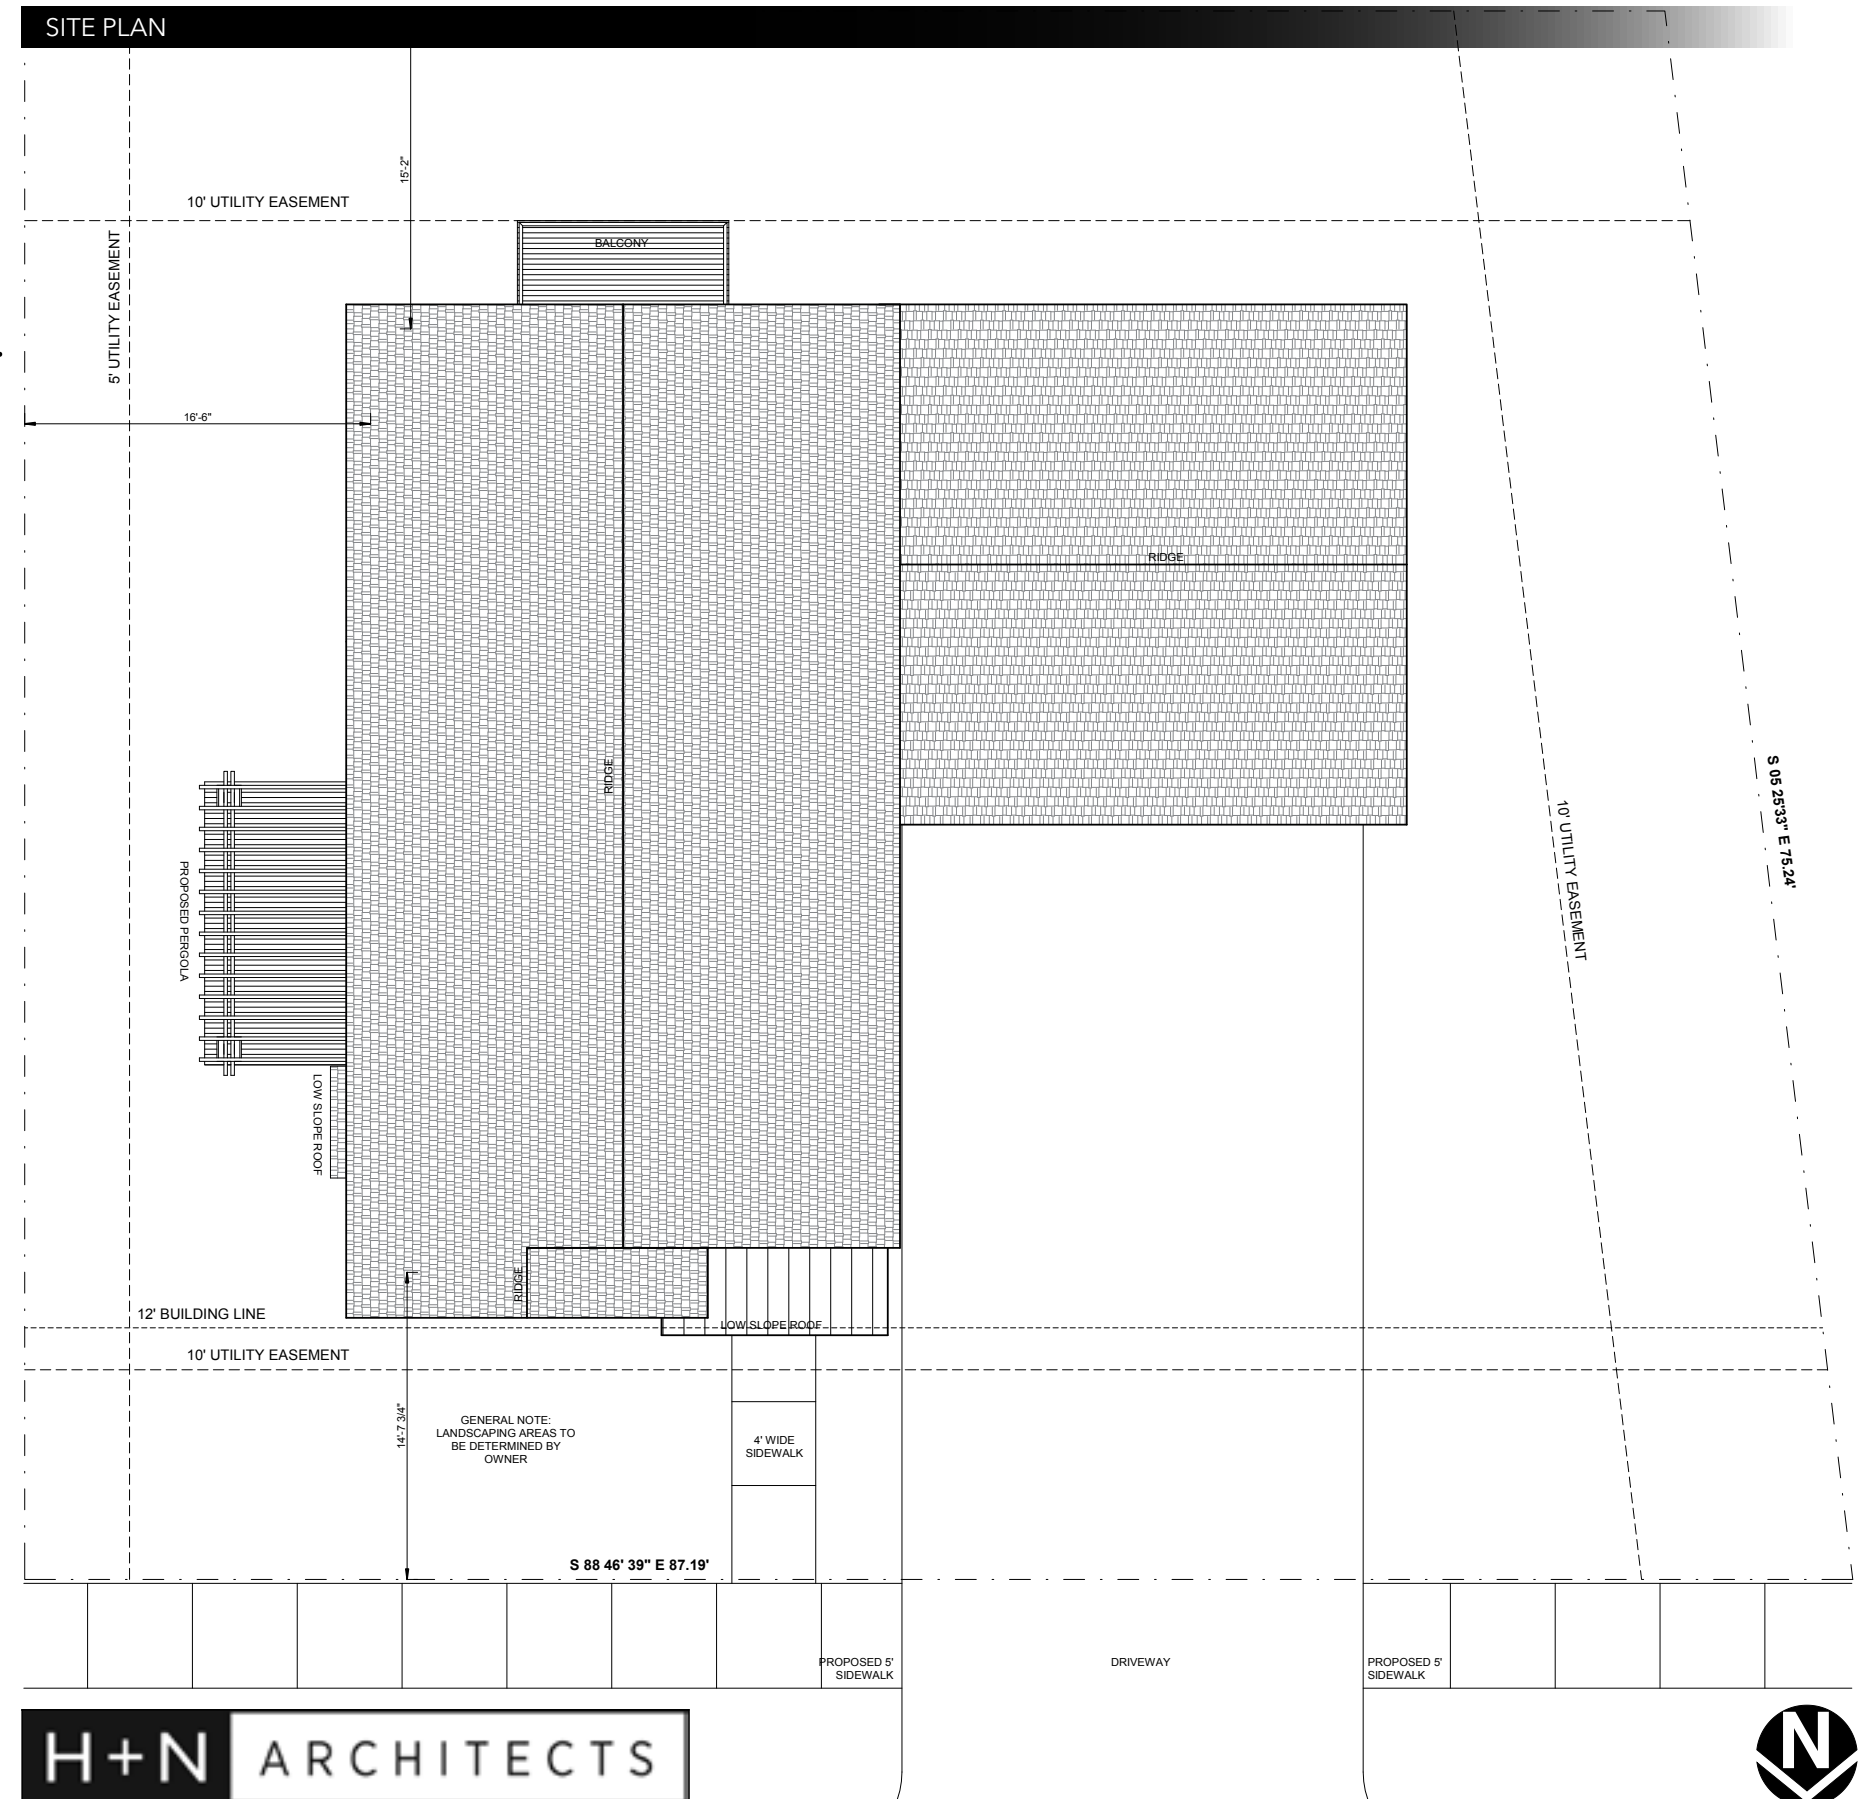 SITE PLAN
15'-2"
10' UTILITY EASEMENT
BALCONY
5' UTILITY EASEMENT
16'-6"
RIDGE
RIDGE
S 05 25'33" E 75.24'
10' UTILITY EASEMENT
PROPOSED PERGOLA
LOW SLOPE ROOF
RIDGE
12' BUILDING LINE
LOW SLOPE ROOF
10' UTILITY EASEMENT
14'-7 3/4"
GENERAL NOTE:
LANDSCAPING AREAS TO
BE DETERMINED BY
OWNER
4' WIDE
SIDEWALK
S 88 46' 39" E 87.19'
PROPOSED 5'
SIDEWALK
DRIVEWAY
PROPOSED 5'
SIDEWALK
H+N ARCHITECTS
N